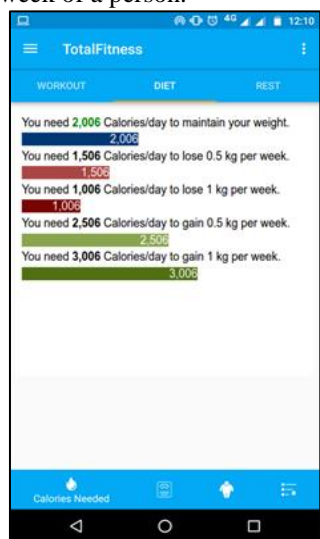 week of a person.
4G 12:10
TotalFitness
WORKOUT DIET REST
You need 2,006 Calories/day to maintain your weight.
2,006
You need 1,506 Calories/day to lose 0.5 kg per week.
1,506
You need 1,006 Calories/day to lose 1 kg per week.
1,006
You need 2,506 Calories/day to gain 0.5 kg per week.
2,506
You need 3,006 Calories/day to gain 1 kg per week.
3,006
Calories Needed